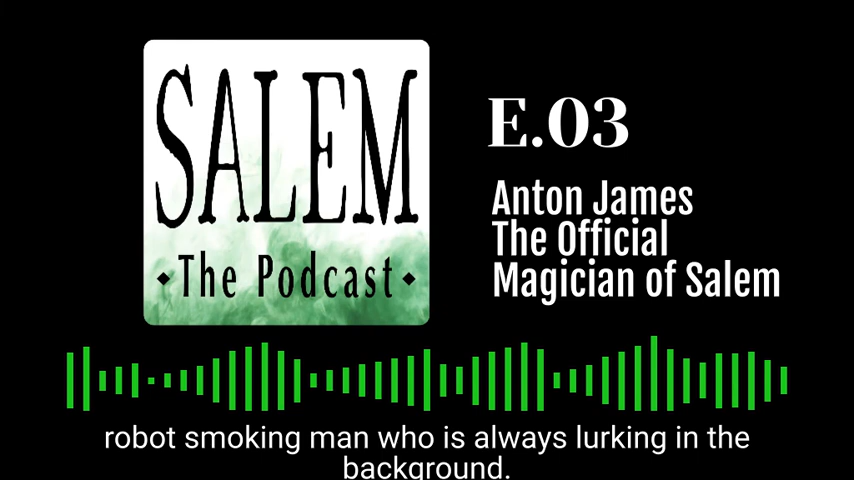 SALEM
The Podcast
E.03
Anton James
The Official
Magician of Salem
robot smoking man who is always lurking in the
background.